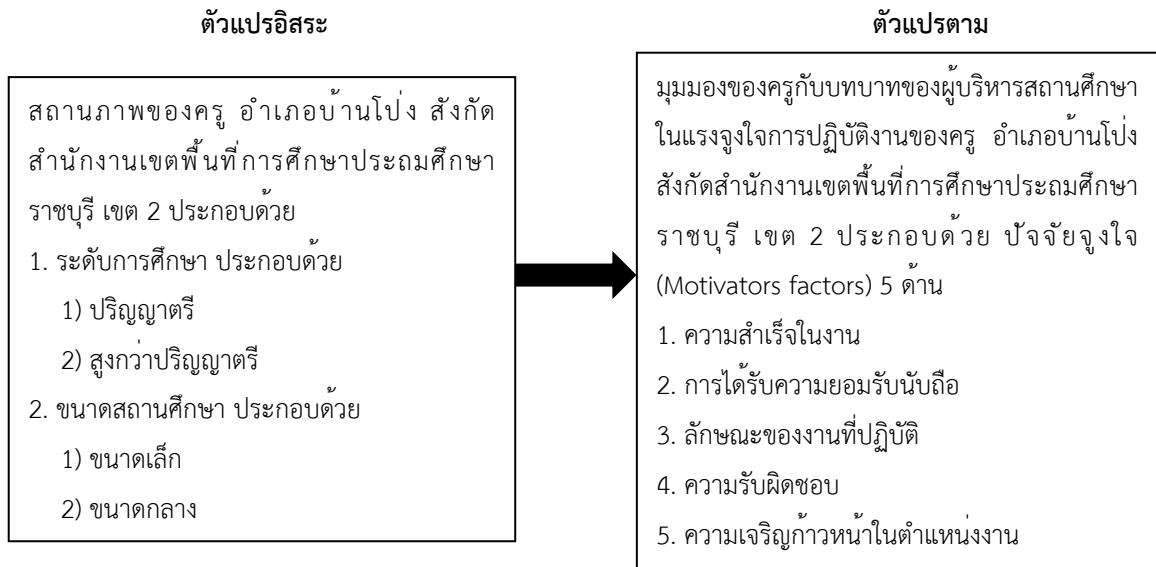 ตัวแปรอิสระ
สถานภาพของครู อำเภอบ้านโป่ง สังกัด
สำนักงานเขตพื้นที่การศึกษาประถมศึกษา
ราชบุรี เขต 2 ประกอบด้วย
1. ระดับการศึกษา ประกอบด้วย
1) ปริญญาตรี
2) สูงกว่าปริญญาตรี
2. ขนาดสถานศึกษา ประกอบด้วย
1) ขนาดเล็ก
2) ขนาดกลาง
ตัวแปรตาม
มุมมองของครูกับบทบาทของผู้บริหารสถานศึกษา
ในแรงจูงใจการปฏิบัติงานของครู อำเภอบ้านโป่ง
สังกัดสำนักงานเขตพื้นที่การศึกษาประถมศึกษา
ราชบุรี เขต 2 ประกอบด้วย ปัจจัยจูงใจ
(Motivators factors) 5 ด้าน
1. ความสำเร็จในงาน
2. การได้รับความยอมรับนับถือ
3. ลักษณะของงานที่ปฏิบัติ
4. ความรับผิดชอบ
5. ความเจริญก้าวหน้าในตำแหน่งงาน